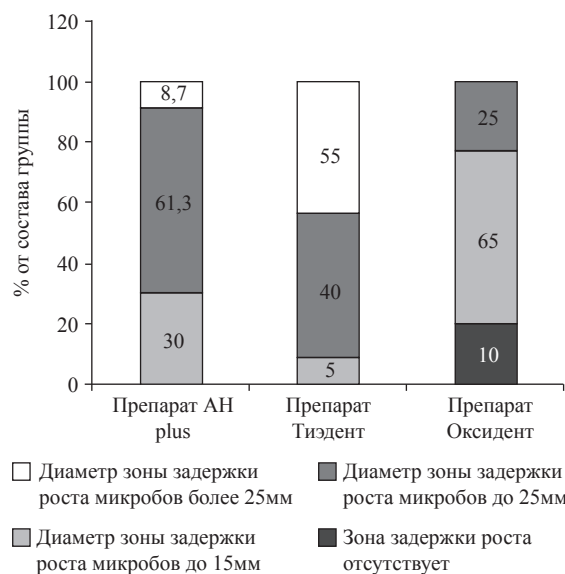 % от состава группы
120
100
80
60
40
20
0
8,7
61,3
30
55
40
5
25
65
10
Препарат AH
plus
Препарат
Тиэдент
Препарат
Оксидент
Диаметр зоны задержки
роста микробов более 25мм
Диаметр зоны задержки
роста микробов до 25мм
Диаметр зоны задержки
роста микробов до 15мм
Зона задержки роста
отсутствует